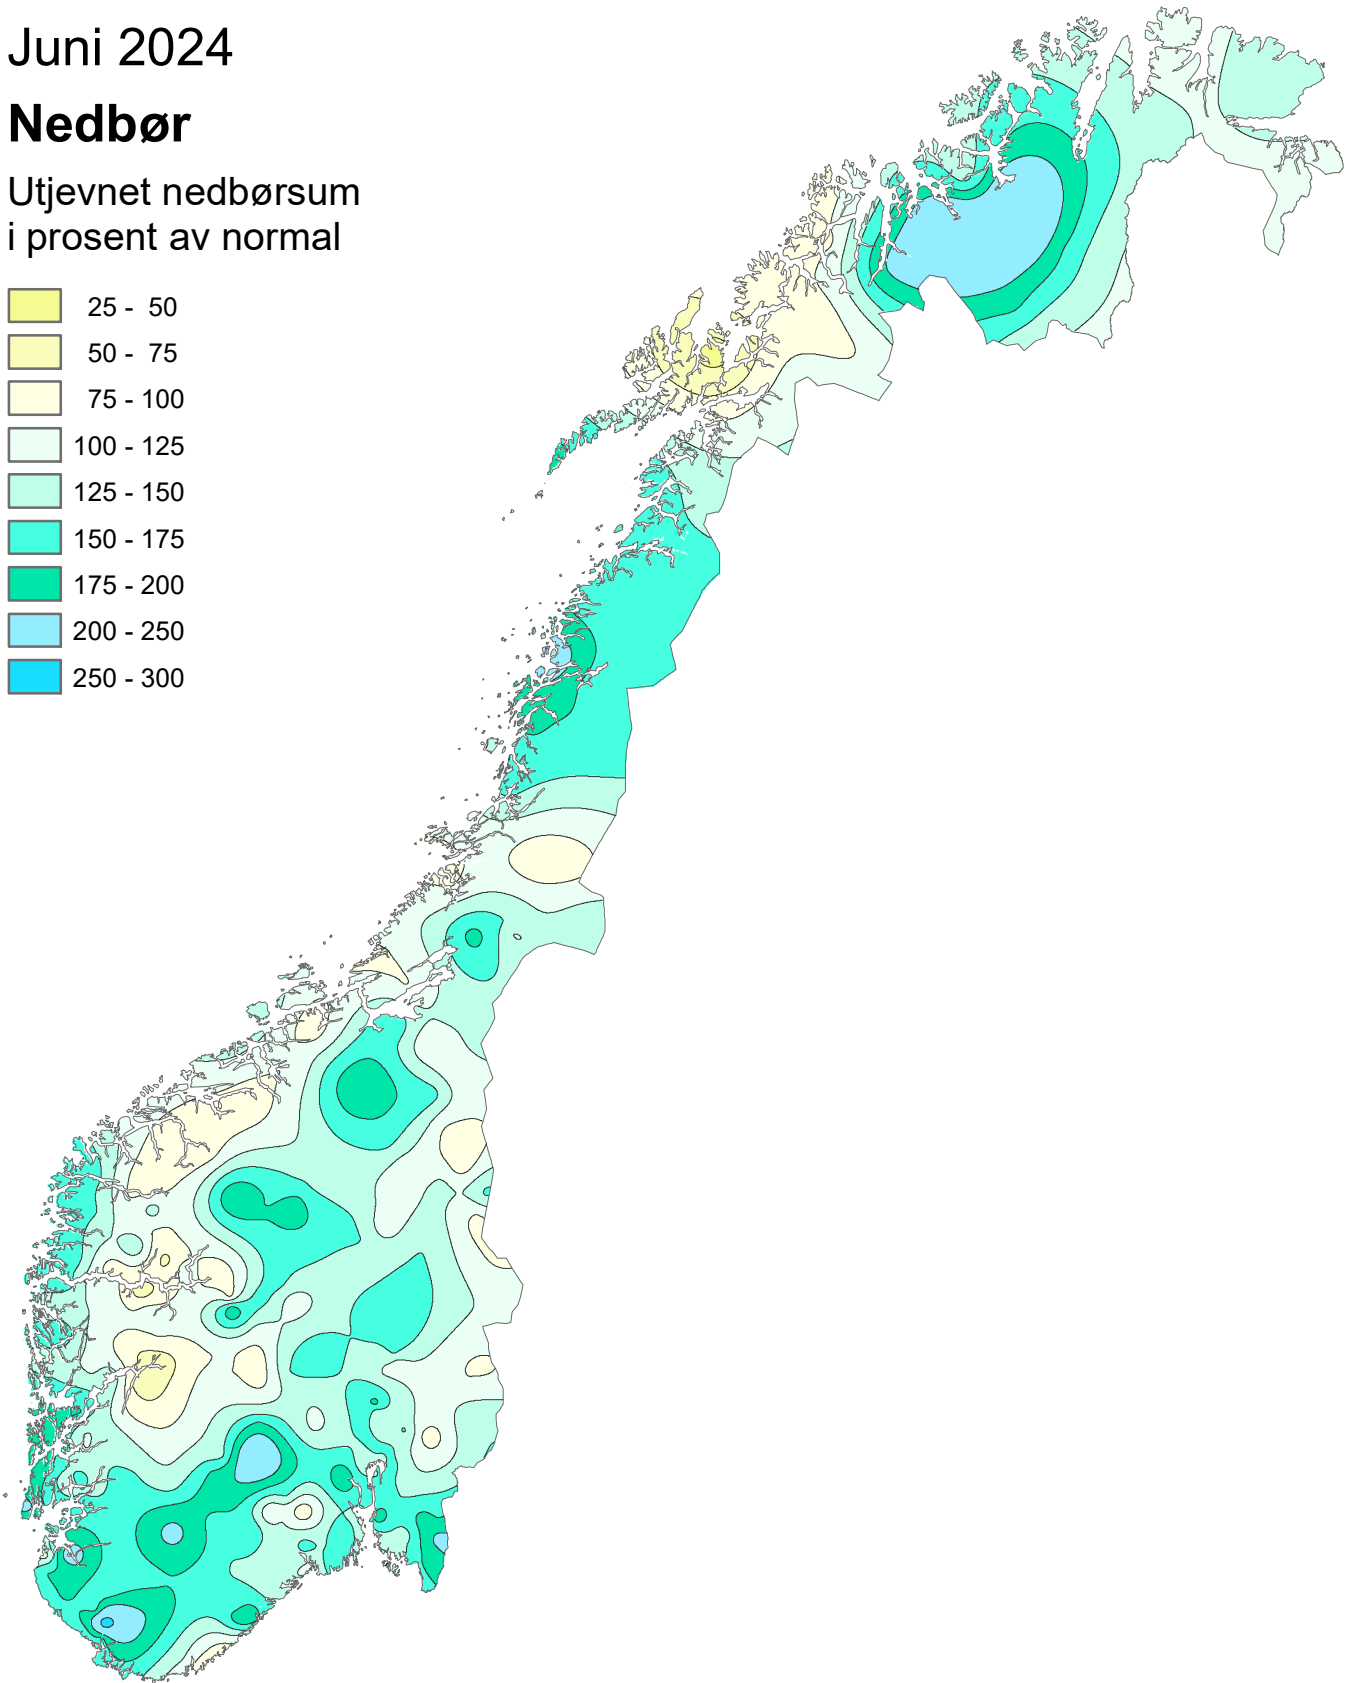 Juni 2024
Nedbør
Utjevnet nedbørsum
i prosent av normal
25 - 50
50 - 75
75 - 100
100 - 125
125 - 150
150 - 175
175 - 200
200 - 250
250 - 300